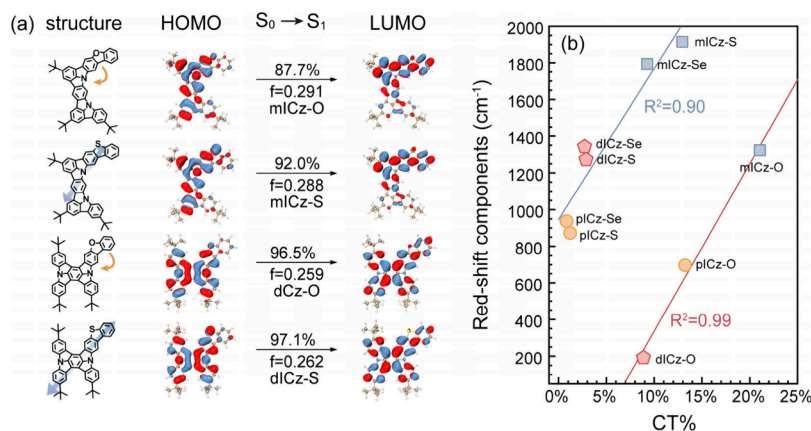 (a) structure HOMO S₀ → S₁ LUMO
87.7%
f=0.291
mICz-O
92.0%
f=0.288
mICz-S
96.5%
f=0.259
dCz-O
97.1%
f=0.262
dICz-S
(b)
Red-shift components (cm⁻¹)
2000
1800
1600
1400
1200
1000
800
600
400
200
mICz-S
mICz-Se
R²=0.90
dICz-Se
dICz-S
mICz-O
pICz-Se
pICz-S
pICz-O
R²=0.99
dICz-O
0% 5% 10% 15% 20% 25%
CT%